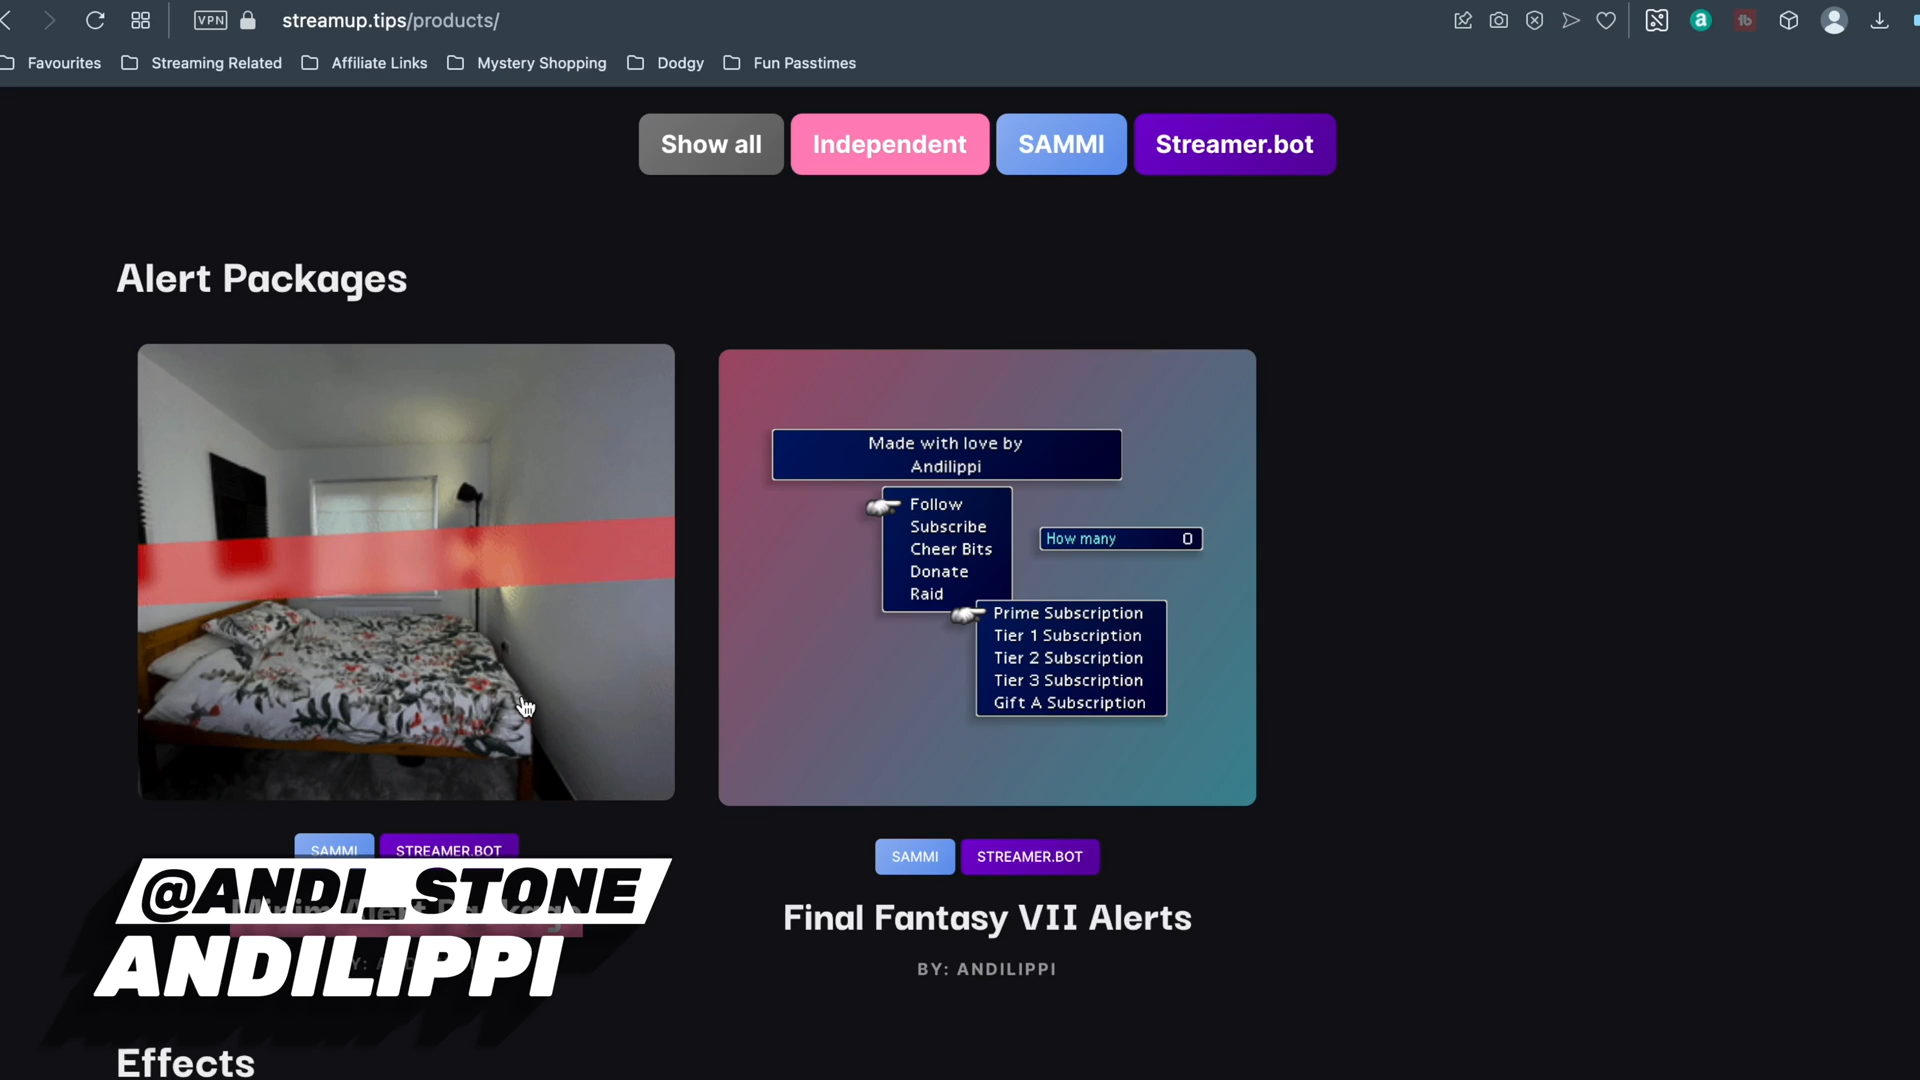 VPN
streamup.tips/products/
Favourites
Streaming Related
Affiliate Links
Mystery Shopping
Dodgy
Fun Passtimes
Show all
Independent
SAMMI
Streamer.bot
Alert Packages
Made with love by
Andilippi
Follow
Subscribe
Cheer Bits
Donate
Raid
How many 0
Prime Subscription
Tier 1 Subscription
Tier 2 Subscription
Tier 3 Subscription
Gift A Subscription
SAMMI
STREAMER.BOT
@ANDI_STONE
ANDILIPPI
SAMMI
STREAMER.BOT
Final Fantasy VII Alerts
BY: ANDILIPPI
Effects